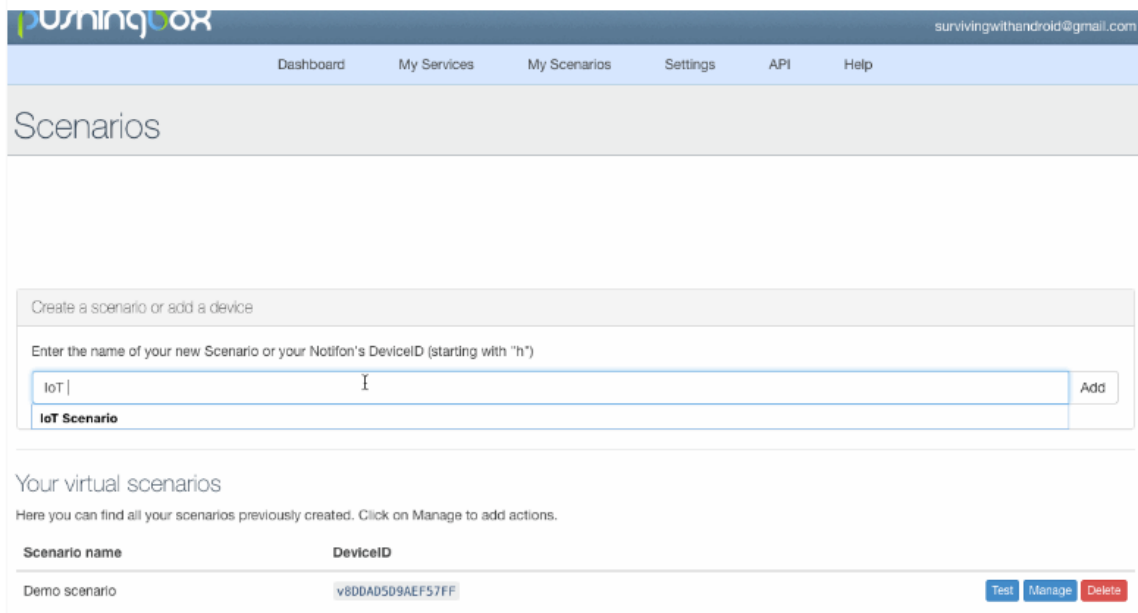 pushingbox
survivingwithandroid@gmail.com
Dashboard My Services My Scenarios Settings API Help
Scenarios
Create a scenario or add a device
Enter the name of your new Scenario or your Notifon's DeviceID (starting with "h")
IoT
Add
IoT Scenario
Your virtual scenarios
Here you can find all your scenarios previously created. Click on Manage to add actions.
Scenario name DeviceID
Demo scenario v8DDAD5D9AEF57FF Test Manage Delete